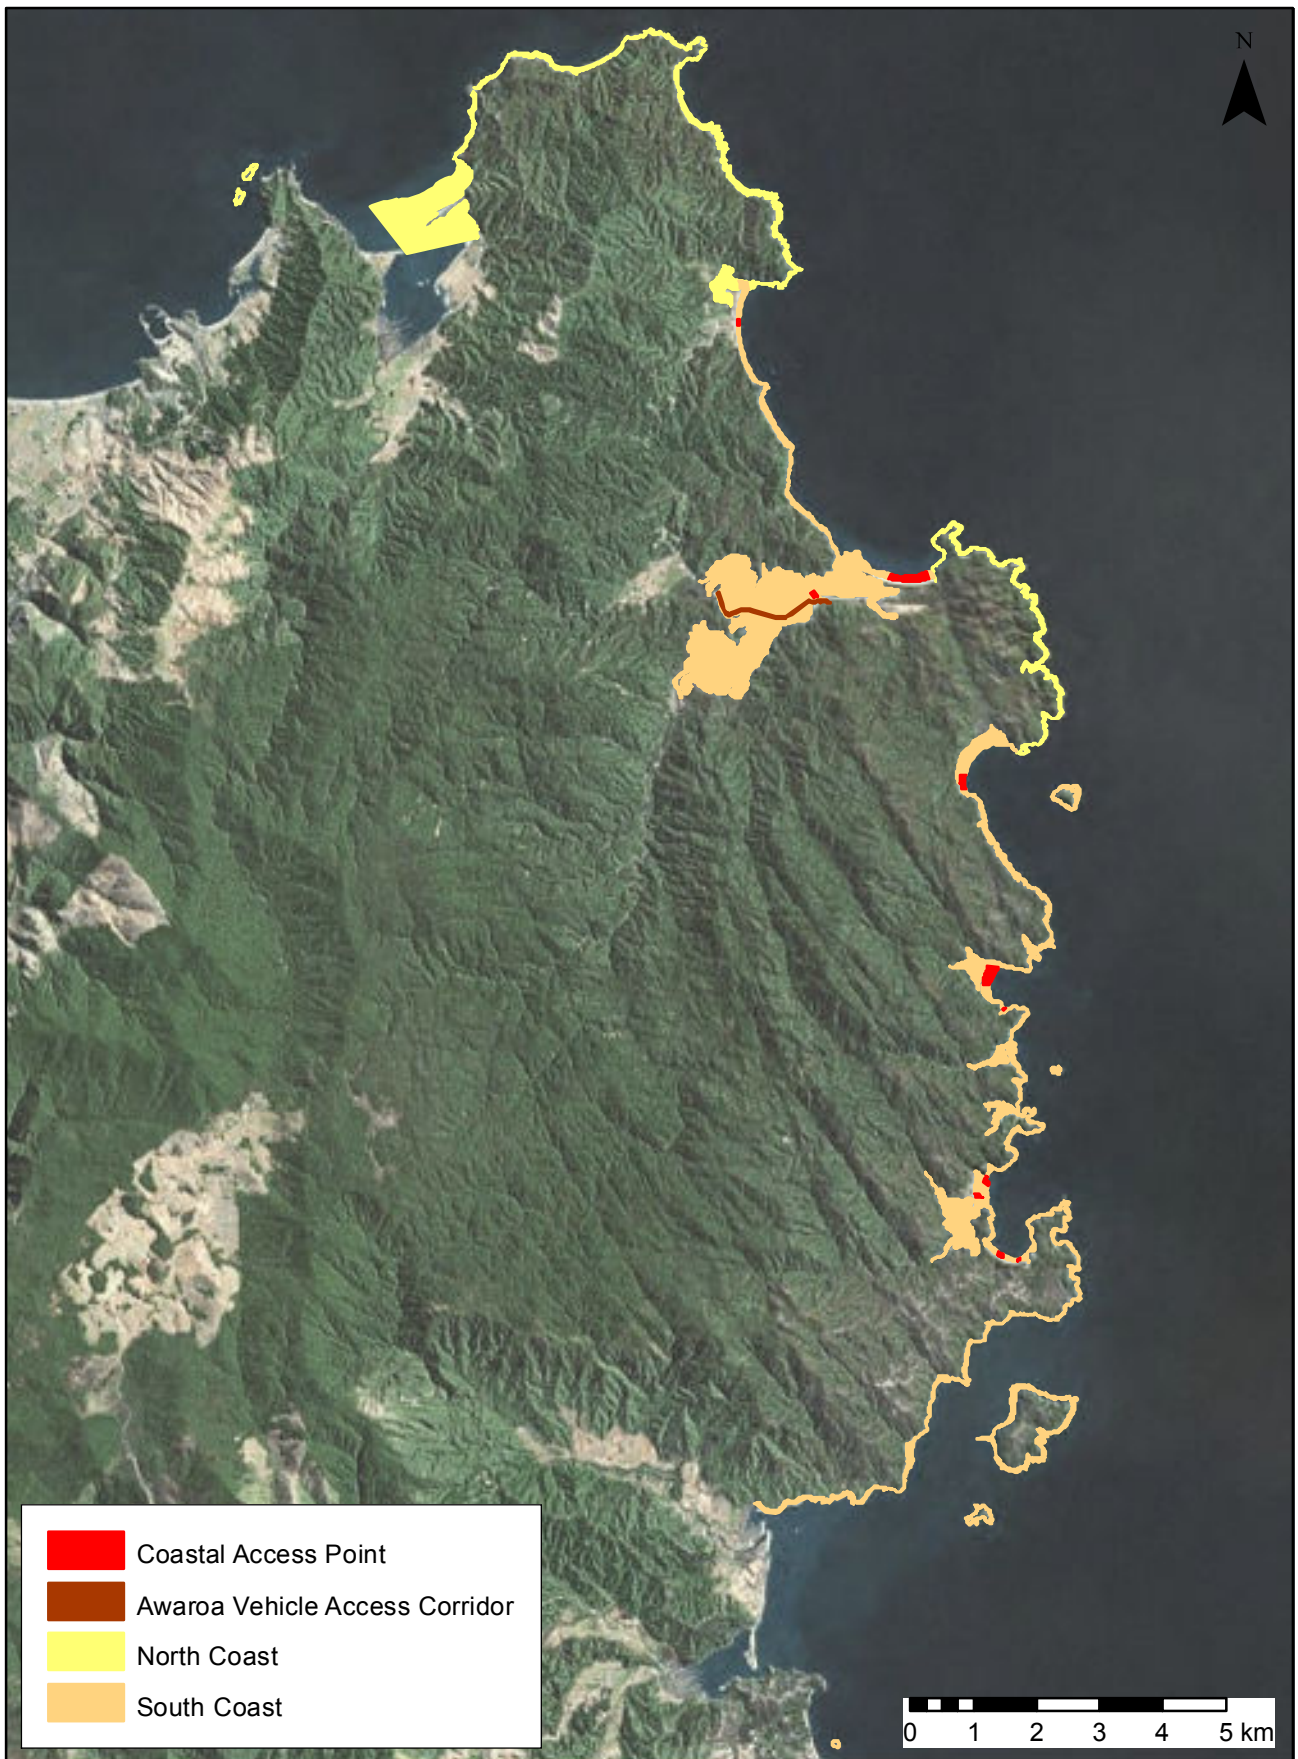 N
Coastal Access Point
Awaroa Vehicle Access Corridor
North Coast
South Coast
0 1 2 3 4 5 km